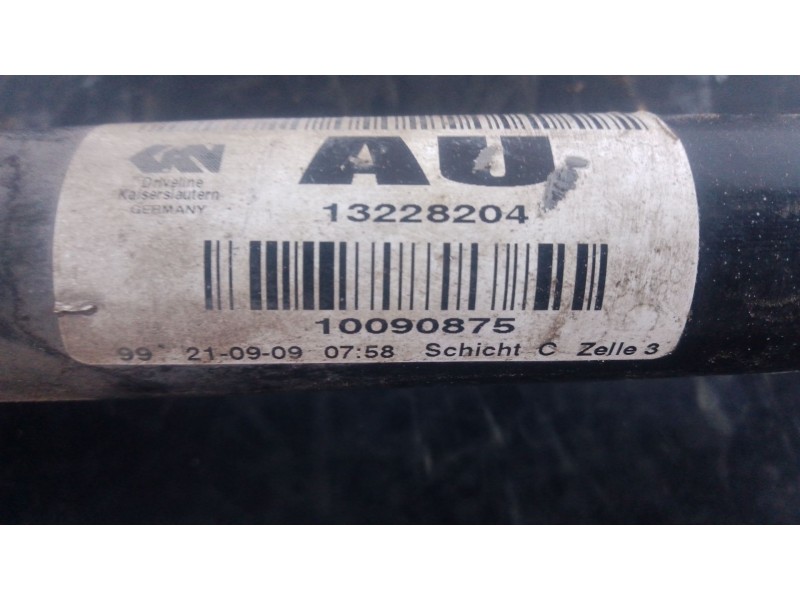 GKN
Driveline
Kaiserslautern
GERMANY
AU
13228204
10090875
99 21-09-09 07:58 Schicht C Zelle 3